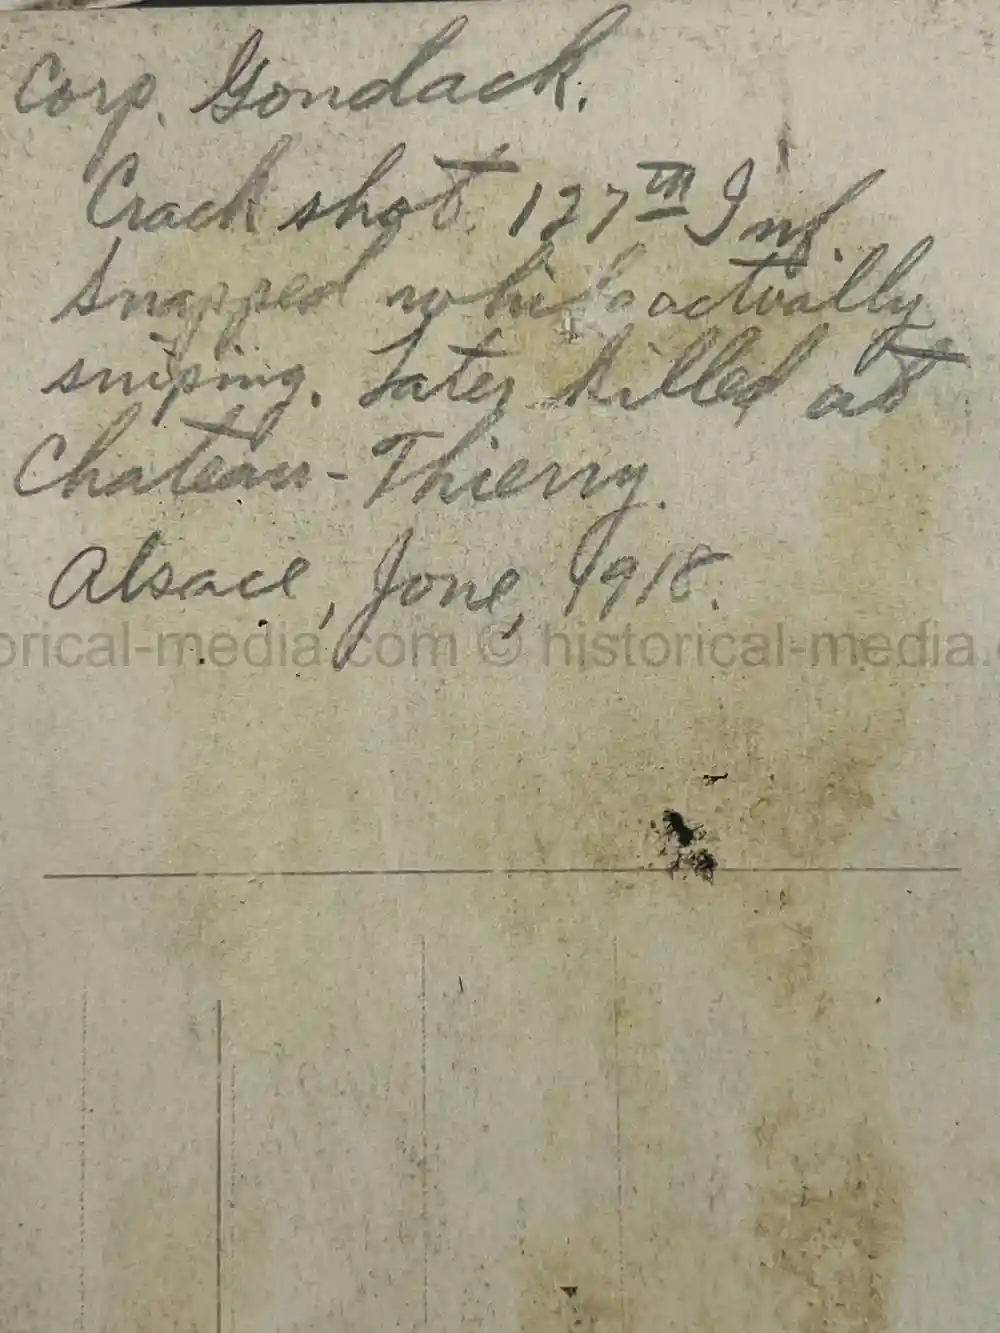 Corp. Gondack.
Crack shot. 127th Inf.
Snapped while actually
sniping. Later killed at
Chateau-Thierry.
Alsace, June, 1918.
orical-media.com © historical-media.c